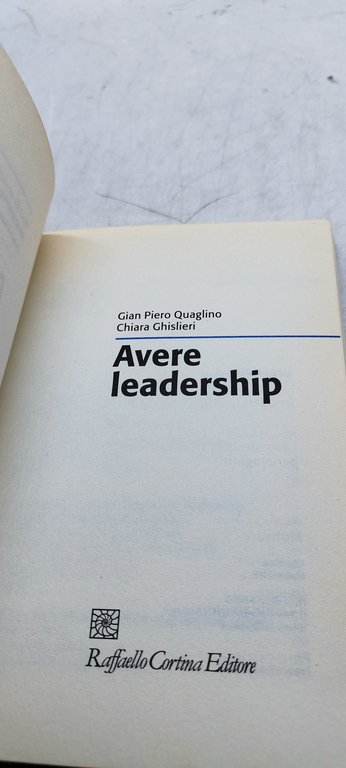 Gian Piero Quaglino
Chiara Ghislieri
Avere
leadership
Raffaello Cortina Editore